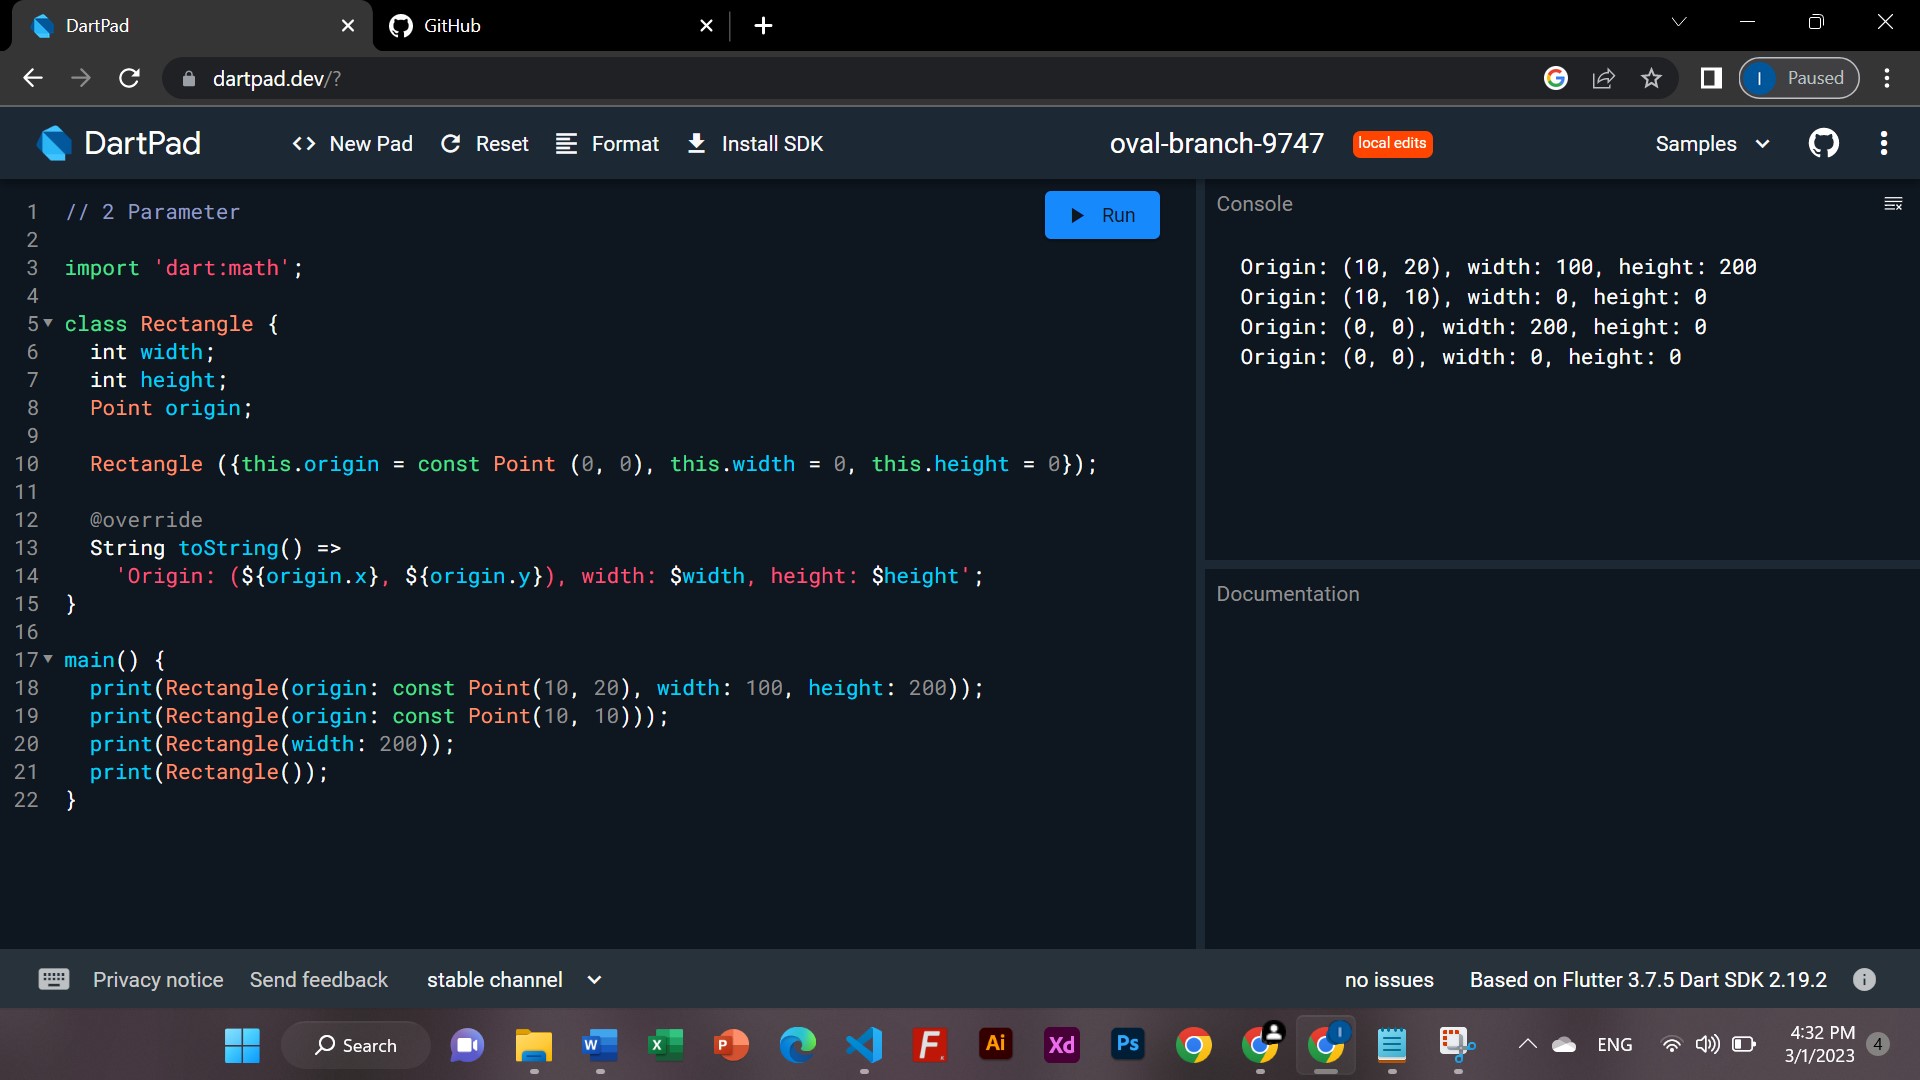 DartPad
GitHub
dartpad.dev/?
I
Paused
DartPad
<> New Pad
Reset
Format
Install SDK
oval-branch-9747
local edits
Samples
1 // 2 Parameter
2
3 import 'dart:math';
4
5 class Rectangle {
6 int width;
7 int height;
8 Point origin;
9
10 Rectangle ({this.origin = const Point (0, 0), this.width = 0, this.height = 0});
11
12 @override
13 String toString() =>
14 'Origin: (${origin.x}, ${origin.y}), width: $width, height: $height';
15 }
16
17 main() {
18 print(Rectangle(origin: const Point(10, 20), width: 100, height: 200));
19 print(Rectangle(origin: const Point(10, 10)));
20 print(Rectangle(width: 200));
21 print(Rectangle());
22 }
Run
Console
Origin: (10, 20), width: 100, height: 200
Origin: (10, 10), width: 0, height: 0
Origin: (0, 0), width: 200, height: 0
Origin: (0, 0), width: 0, height: 0
Documentation
Privacy notice
Send feedback
stable channel
no issues
Based on Flutter 3.7.5 Dart SDK 2.19.2
Search
W
X
P
F
Ai
Xd
Ps
I
ENG
4:32 PM
3/1/2023
4